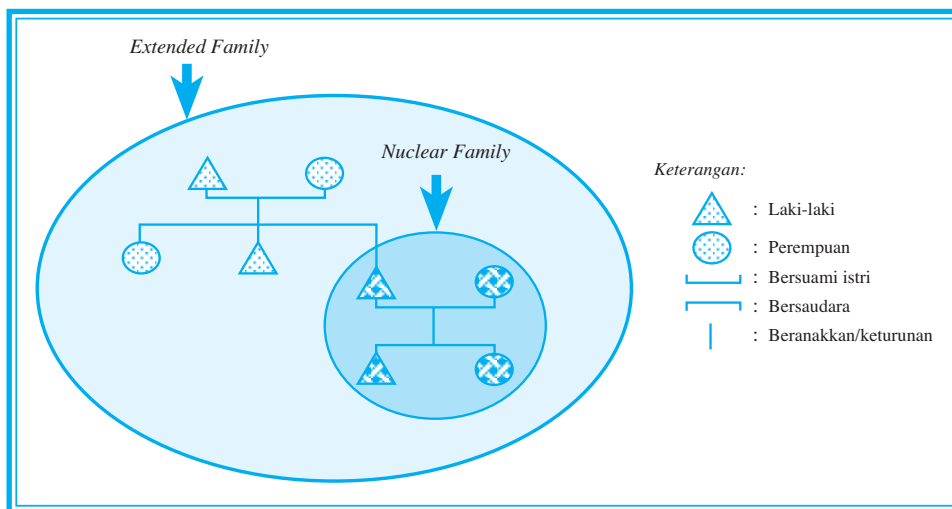 Extended Family
Nuclear Family
Keterangan:
: Laki-laki
: Perempuan
: Bersuami istri
: Bersaudara
: Beranakkan/keturunan